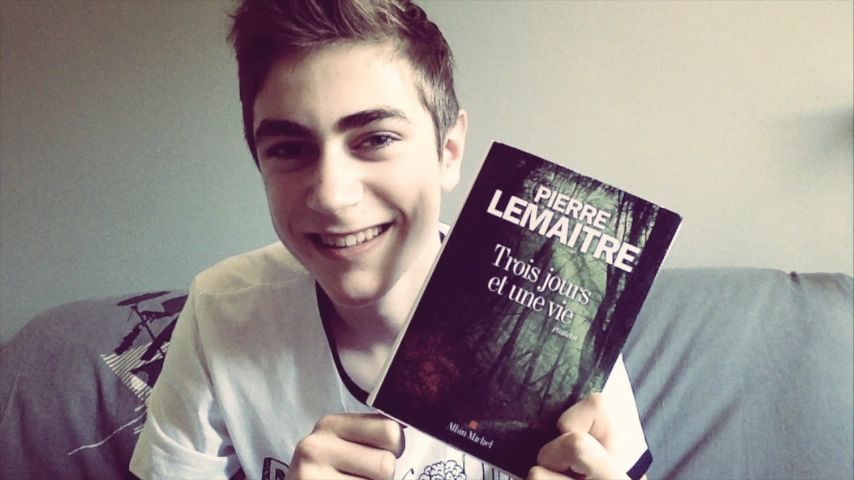 PIERRE
LEMAITRE
Trois jours
et une vie
roman
Albin Michel